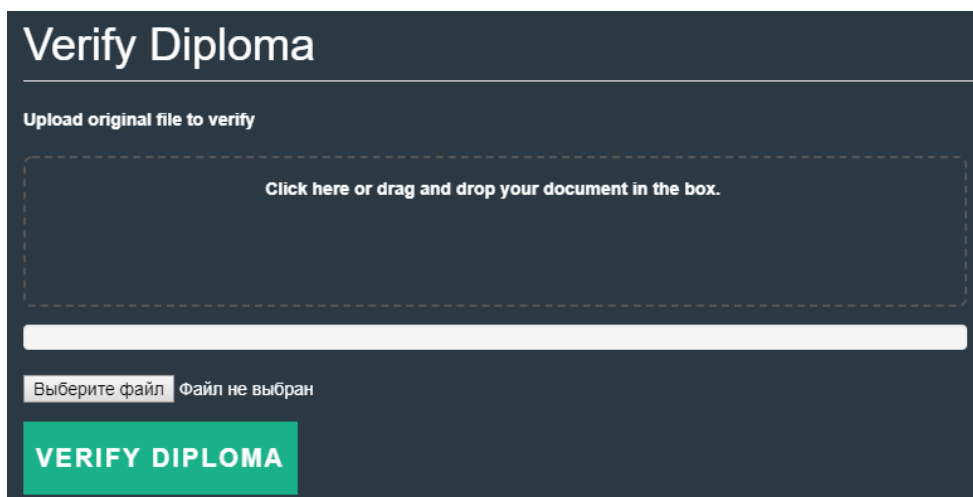 Verify Diploma
Upload original file to verify
Click here or drag and drop your document in the box.
Выберите файл Файл не выбран
VERIFY DIPLOMA